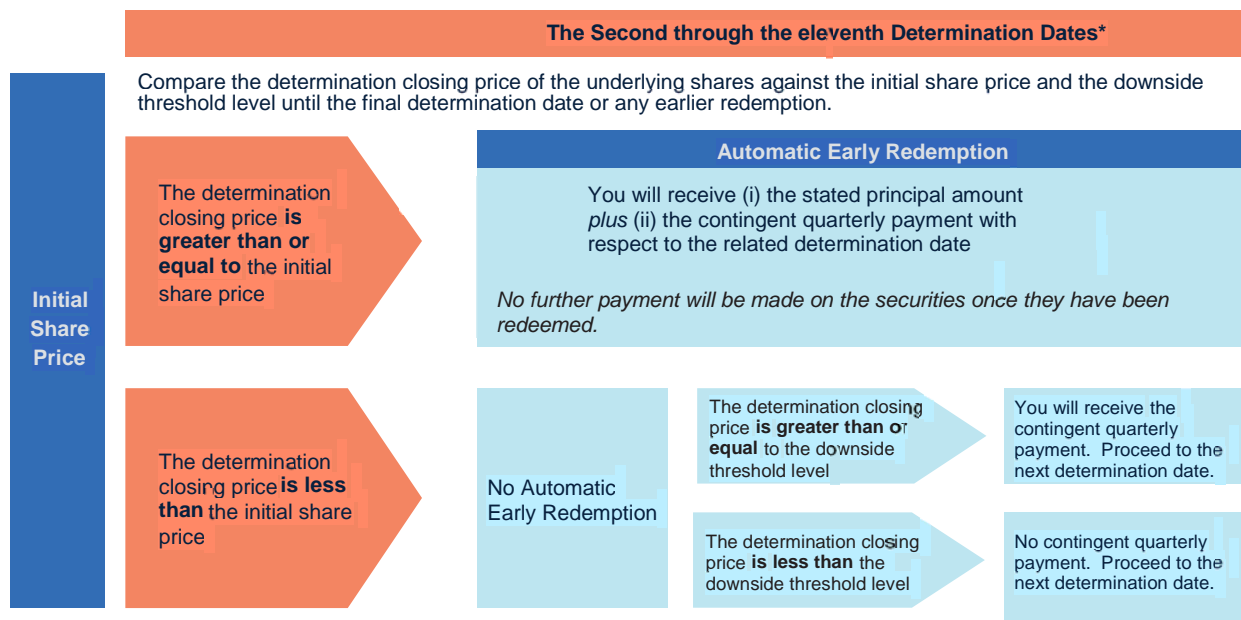 The Second through the eleventh Determination Dates*
Compare the determination closing price of the underlying shares against the initial share price and the downside
threshold level until the final determination date or any earlier redemption.
Initial
Share
Price
The determination
closing price is
greater than or
equal to the initial
share price
Automatic Early Redemption
You will receive (i) the stated principal amount
plus (ii) the contingent quarterly payment with
respect to the related determination date
No further payment will be made on the securities once they have been
redeemed.
The determination
closing price is less
than the initial share
price
No Automatic
Early Redemption
The determination closing
price is greater than or
equal to the downside
threshold level
You will receive the
contingent quarterly
payment. Proceed to the
next determination date.
The determination closing
price is less than the
downside threshold level
No contingent quarterly
payment. Proceed to the
next determination date.